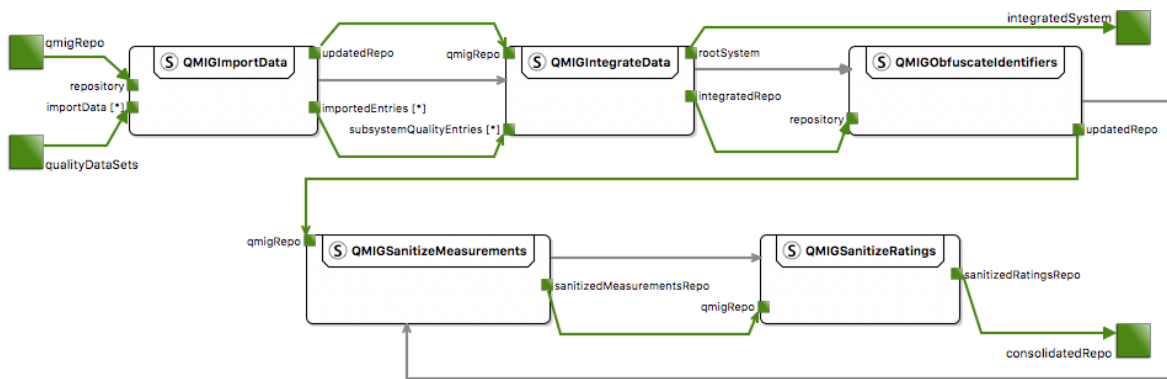 integratedSystem
qmigRepo
S QMIGImportData
updatedRepo
qmigRepo
S QMIGIntegrateData
rootSystem
S QMIGObfuscateIdentifiers
repository
importData [*]
importedEntries [*]
integratedRepo
subsystemQualityEntries [*]
repository
updatedRepo
qualityDataSets
qmigRepo
S QMIGSanitizeMeasurements
S QMIGSanitizeRatings
sanitizedMeasurementsRepo
sanitizedRatingsRepo
qmigRepo
consolidatedRepo